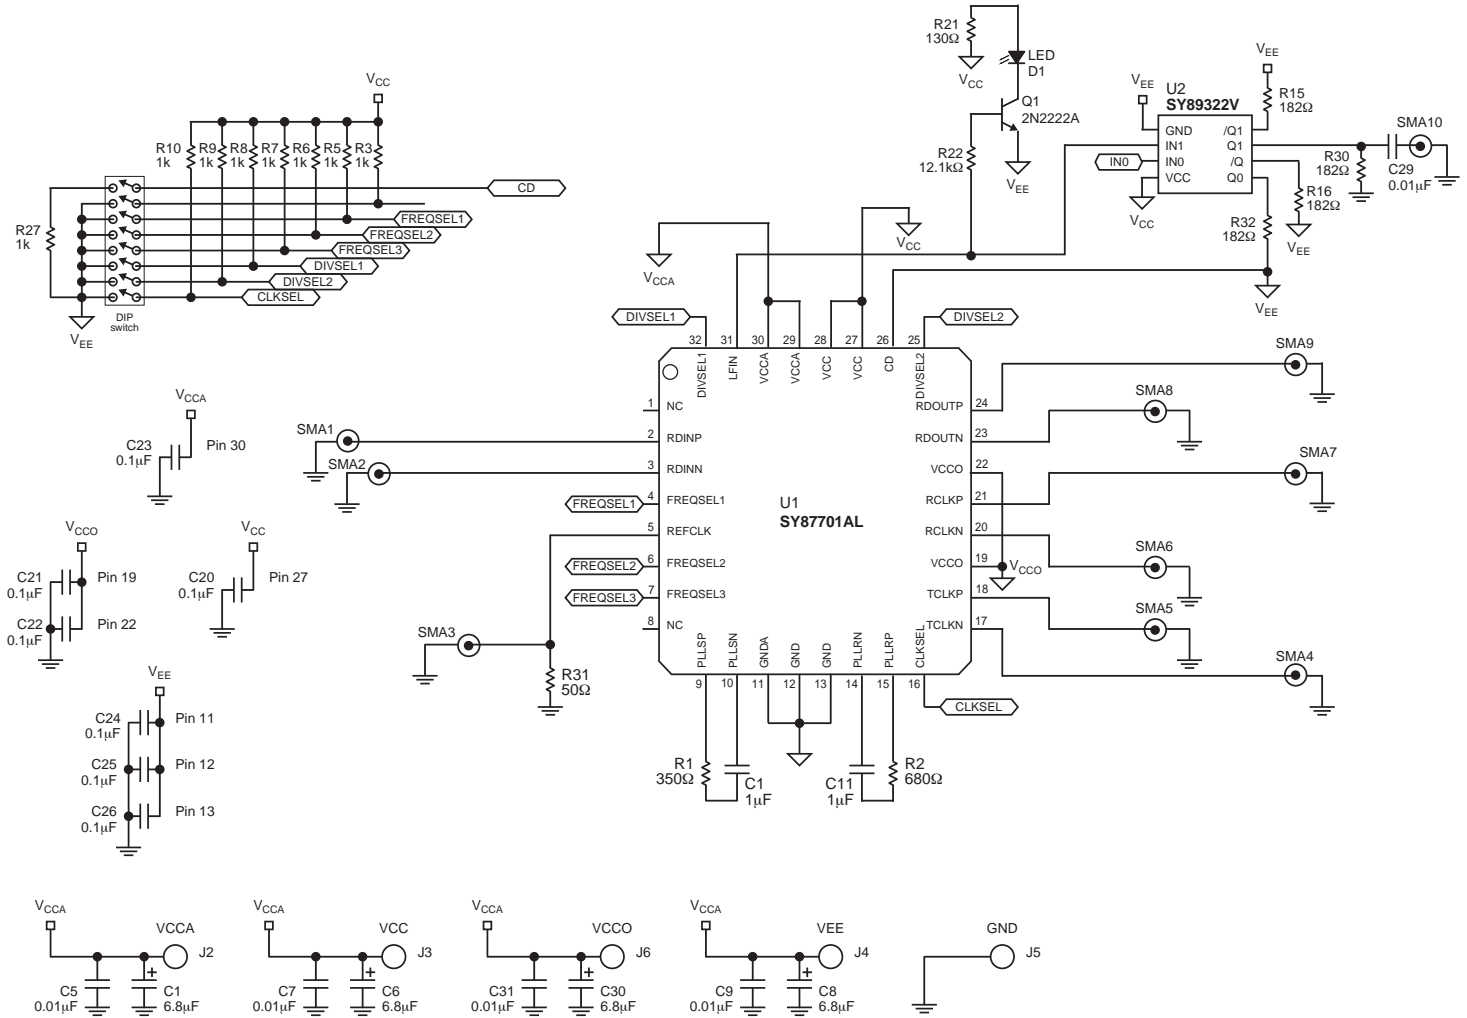 R21
130Ω
VCC
LED
D1
Q1
2N2222A
R22
12.1kΩ
VEE
VEE
U2
SY89322V
GND
IN1
IN0
VCC
/Q1
Q1
/Q
Q0
IN0
VCC
VEE
R15
182Ω
SMA10
R30
182Ω
C29
0.01µF
R16
182Ω
VEE
R32
182Ω
VEE
VCC
R10
1k
R9
1k
R8
1k
R7
1k
R6
1k
R5
1k
R3
1k
CD
FREQSEL1
FREQSEL2
FREQSEL3
DIVSEL1
DIVSEL2
CLKSEL
R27
1k
VEE
DIP
switch
VCCA
VCC
DIVSEL1
DIVSEL2
32
31
30
29
28
27
26
25
DIVSEL1
LFIN
VCCA
VCCA
VCC
VCC
CD
DIVSEL2
1
NC
2
RDINP
3
RDINN
4
FREQSEL1
5
REFCLK
6
FREQSEL2
7
FREQSEL3
8
NC
U1
SY87701AL
RDOUTP
24
RDOUTN
23
VCCO
22
RCLKP
21
RCLKN
20
VCCO
19
TCLKP
18
TCLKN
17
PLLSP
PLLSN
GNDA
GND
GND
PLLRN
PLLRP
CLKSEL
9
10
11
12
13
14
15
16
SMA1
SMA2
FREQSEL1
FREQSEL2
FREQSEL3
SMA3
R31
50Ω
SMA9
SMA8
SMA7
SMA6
VCCO
SMA5
SMA4
CLKSEL
R1
350Ω
C1
1µF
C11
1µF
R2
680Ω
VCCA
C23
0.1µF
Pin 30
VCCO
C21
0.1µF
Pin 19
C22
0.1µF
Pin 22
VCC
C20
0.1µF
Pin 27
VEE
C24
0.1µF
Pin 11
C25
0.1µF
Pin 12
C26
0.1µF
Pin 13
VCCA
VCCA
J2
C5
0.01µF
C1
6.8µF
+
VCCA
VCC
J3
C7
0.01µF
C6
6.8µF
+
VCCA
VCCO
J6
C31
0.01µF
C30
6.8µF
+
VCCA
VEE
J4
C9
0.01µF
C8
6.8µF
+
GND
J5